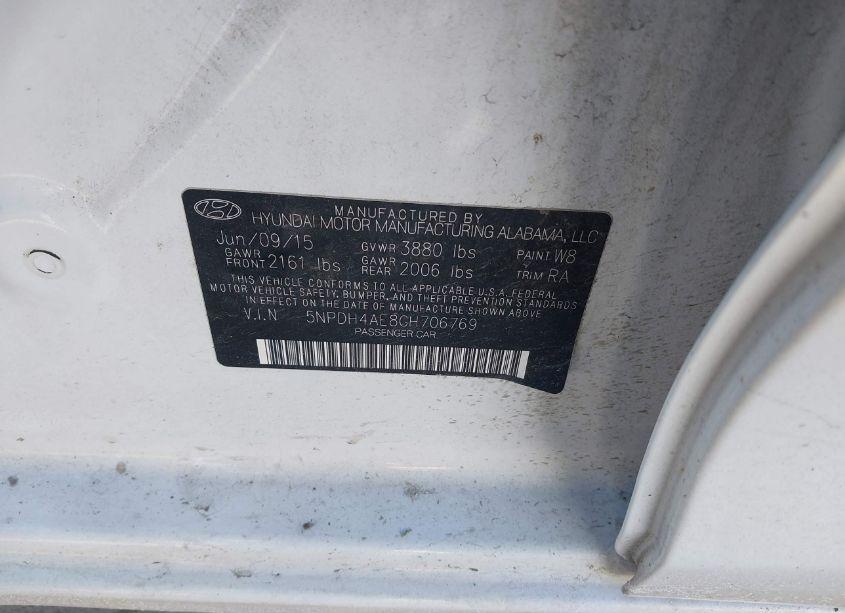 MANUFACTURED BY
HYUNDAI MOTOR MANUFACTURING ALABAMA, LLC
Jun/09/15 GVWR 3880 lbs PAINT W8
GAWR FRONT 2161 lbs GAWR REAR 2006 lbs TRIM RA
THIS VEHICLE CONFORMS TO ALL APPLICABLE U.S.A. FEDERAL
MOTOR VEHICLE SAFETY, BUMPER, AND THEFT PREVENTION STANDARDS
IN EFFECT ON THE DATE OF MANUFACTURE SHOWN ABOVE
V.I.N 5NPDH4AE8CH706769
PASSENGER CAR